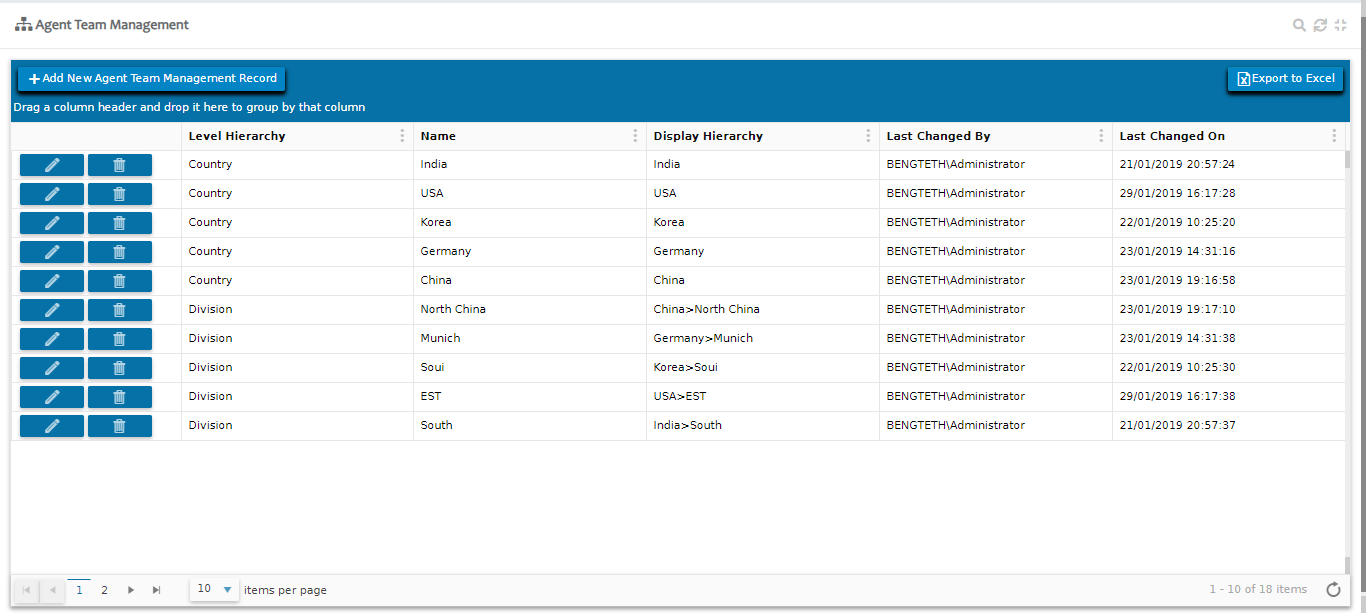 Agent Team Management
Add New Agent Team Management Record Export to Excel
Drag a column header and drop it here to group by that column
Level Hierarchy Name Display Hierarchy Last Changed By Last Changed On
Country India India BENGTETH\Administrator 21/01/2019 20:57:24
Country USA USA BENGTETH\Administrator 29/01/2019 16:17:28
Country Korea Korea BENGTETH\Administrator 22/01/2019 10:25:20
Country Germany Germany BENGTETH\Administrator 23/01/2019 14:31:16
Country China China BENGTETH\Administrator 23/01/2019 19:16:58
Division North China China>North China BENGTETH\Administrator 23/01/2019 19:17:10
Division Munich Germany>Munich BENGTETH\Administrator 23/01/2019 14:31:38
Division Soui Korea>Soui BENGTETH\Administrator 22/01/2019 10:25:30
Division EST USA>EST BENGTETH\Administrator 29/01/2019 16:17:38
Division South India>South BENGTETH\Administrator 21/01/2019 20:57:37
1 2 10 items per page 1 - 10 of 18 items